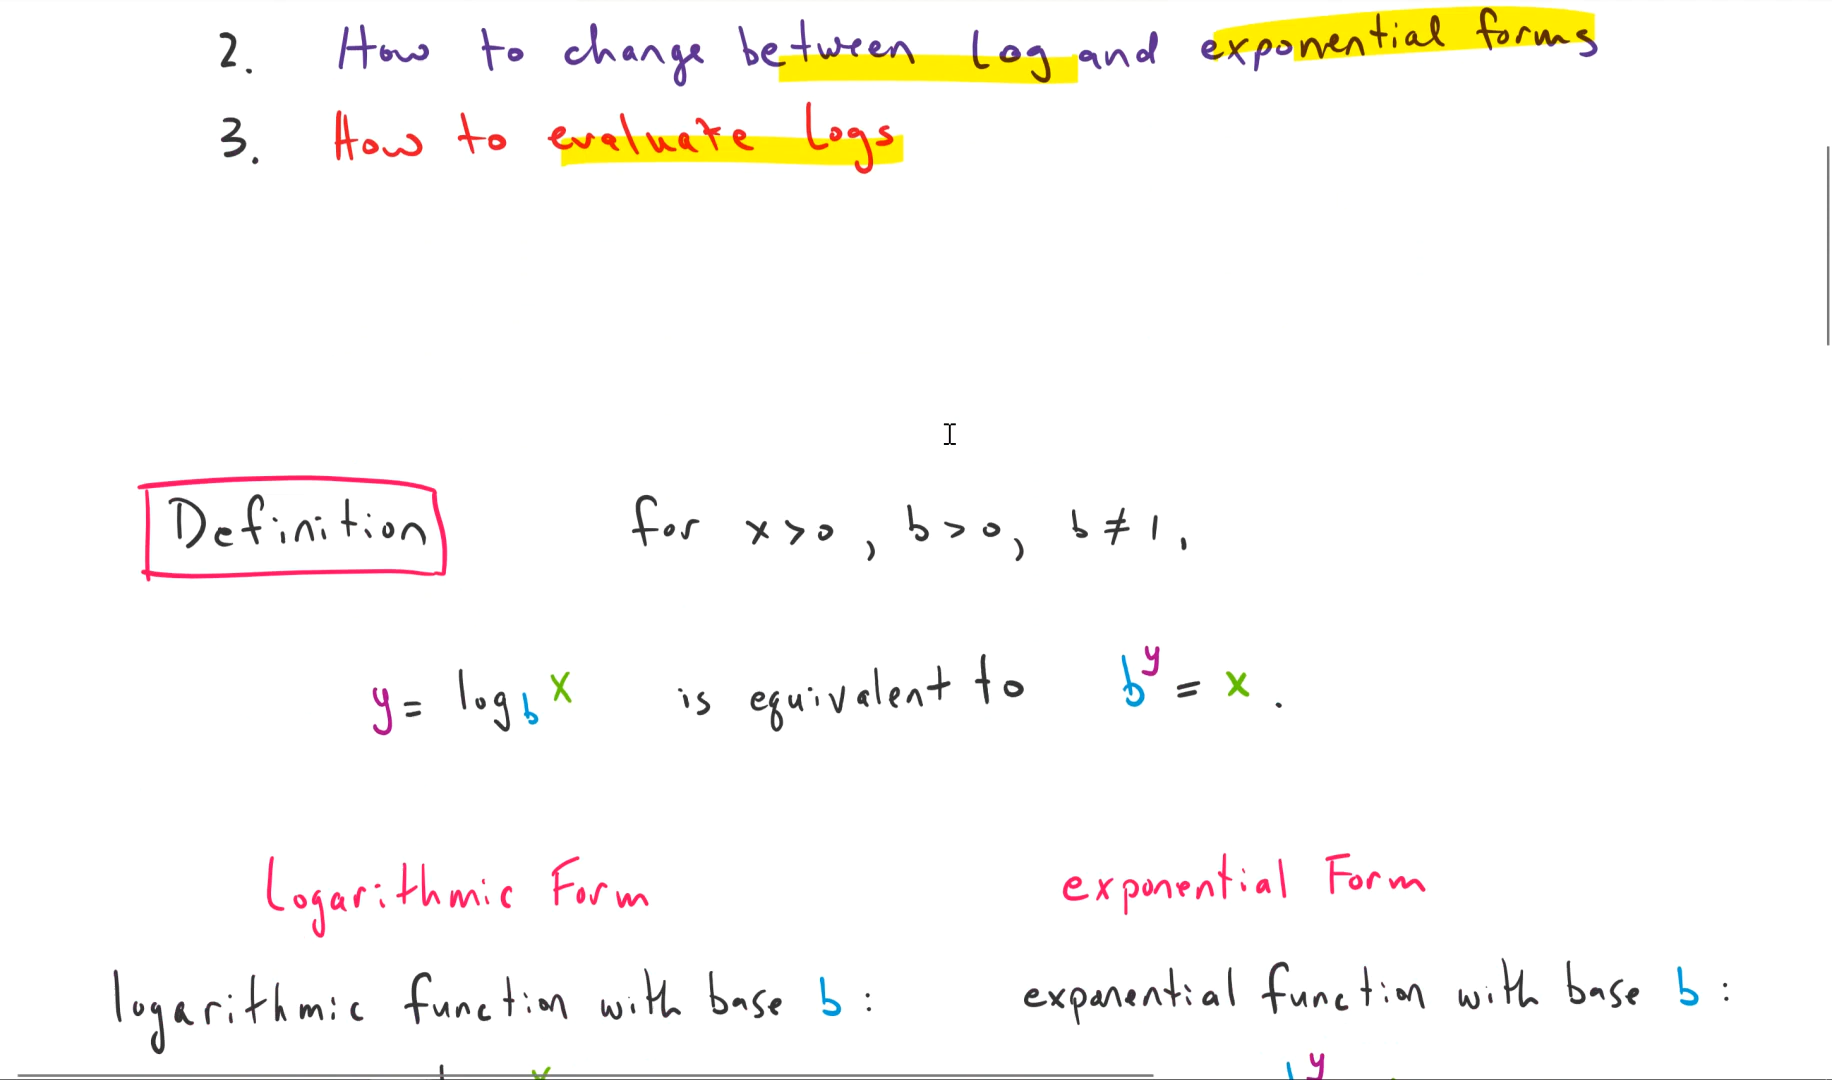 2. How to change between Log and exponential forms
3. How to evaluate Logs
Definition for x > 0, b > 0, b ≠ 1,
y = log_b x is equivalent to b^y = x.
Logarithmic Form exponential Form
logarithmic function with base b: exponential function with base b: